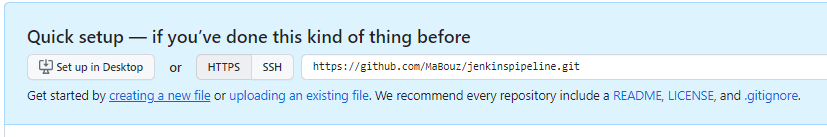 Quick setup — if you've done this kind of thing before
Set up in Desktop or HTTPS SSH https://github.com/MaBouz/jenkinspipeline.git
Get started by creating a new file or uploading an existing file. We recommend every repository include a README, LICENSE, and .gitignore.